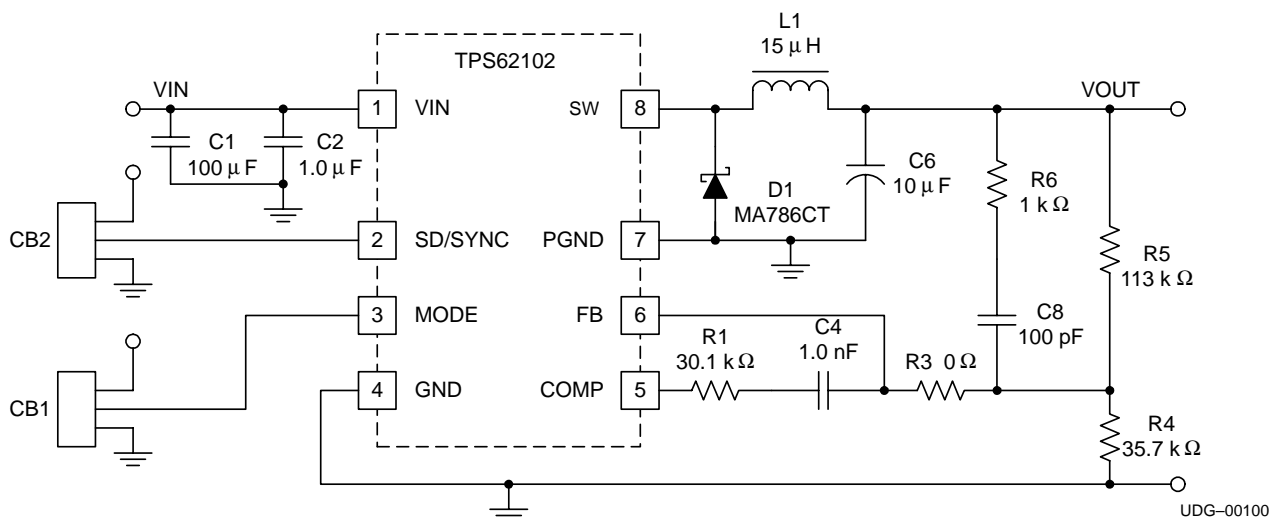 L1
15 μH
TPS62102
VIN
VOUT
1 VIN
SW 8
C1
100 μF
C2
1.0 μF
C6
10 μF
D1
MA786CT
R6
1 kΩ
CB2
2 SD/SYNC
PGND 7
R5
113 kΩ
3 MODE
FB 6
C4
1.0 nF
C8
100 pF
R1
30.1 kΩ
R3 0 Ω
4 GND
COMP 5
CB1
R4
35.7 kΩ
UDG–00100